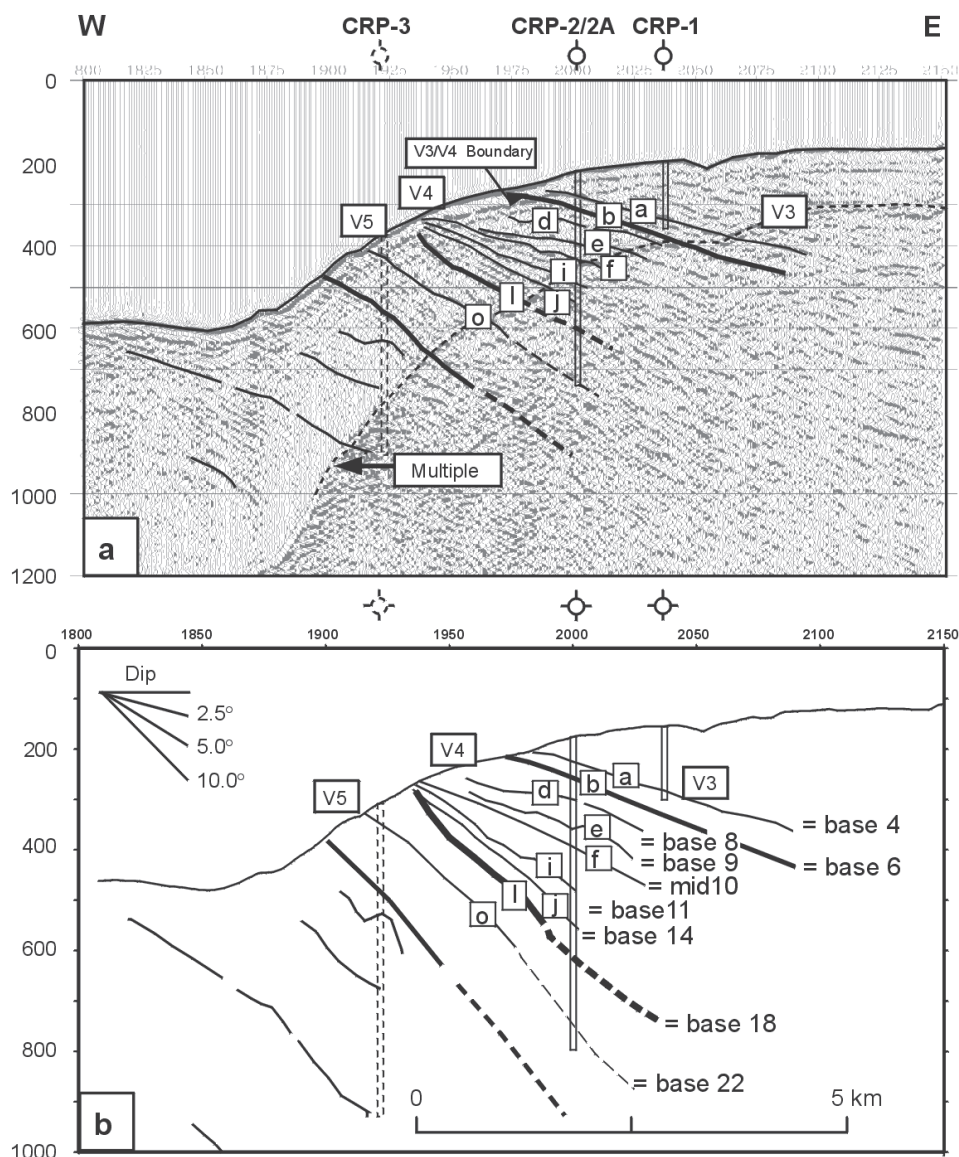 W CRP-3 CRP-2/2A CRP-1 E
800 1825 1850 1875 1900 1925 1950 1975 2000 2025 2050 2075 2100 2125 2150
0
200
V3/V4 Boundary
V4
V5
V3
a
b
d
e
400
f
i
l
j
o
600
800
Multiple
1000
a
1200
1800 1850 1900 1950 2000 2050 2100 2150
0
Dip
2.5°
5.0°
10.0°
200
V4
V5
V3
a
b
d
= base 4
400
e
= base 8
f
= base 9
= base 6
i
= mid10
l
j
= base11
o
= base 14
600
= base 18
800
= base 22
0 5 km
b
1000